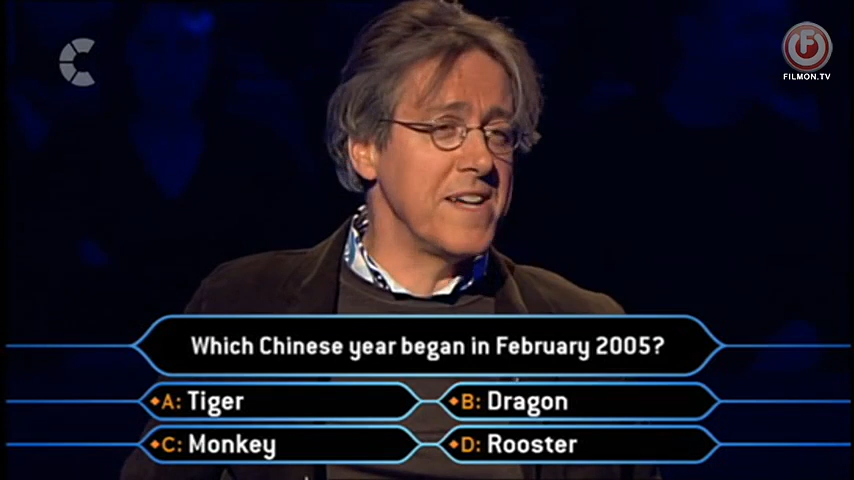 FILMON.TV
Which Chinese year began in February 2005?
A: Tiger
B: Dragon
C: Monkey
D: Rooster